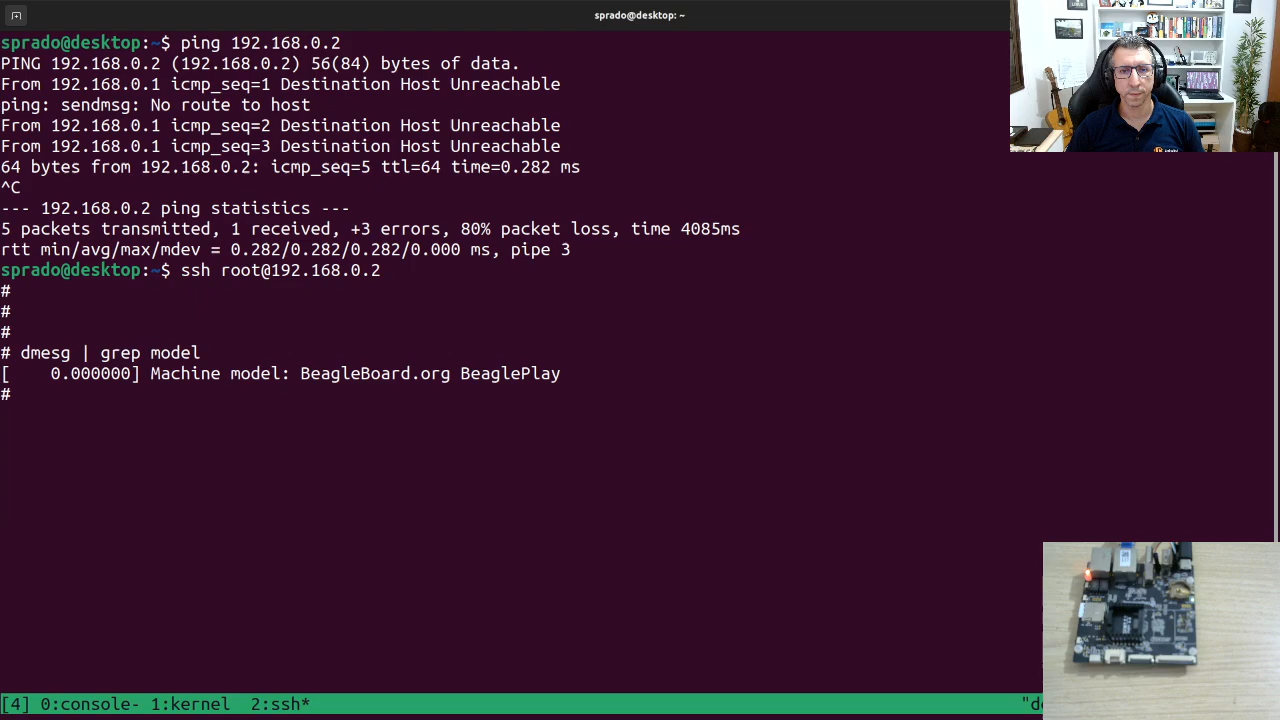 sprado@desktop: ~
sprado@desktop:~$ ping 192.168.0.2
PING 192.168.0.2 (192.168.0.2) 56(84) bytes of data.
From 192.168.0.1 icmp_seq=1 Destination Host Unreachable
ping: sendmsg: No route to host
From 192.168.0.1 icmp_seq=2 Destination Host Unreachable
From 192.168.0.1 icmp_seq=3 Destination Host Unreachable
64 bytes from 192.168.0.2: icmp_seq=5 ttl=64 time=0.282 ms
^C
--- 192.168.0.2 ping statistics ---
5 packets transmitted, 1 received, +3 errors, 80% packet loss, time 4085ms
rtt min/avg/max/mdev = 0.282/0.282/0.282/0.000 ms, pipe 3
sprado@desktop:~$ ssh root@192.168.0.2
#
#
#
# dmesg | grep model
[    0.000000] Machine model: BeagleBoard.org BeaglePlay
#
[4] 0:console- 1:kernel  2:ssh*